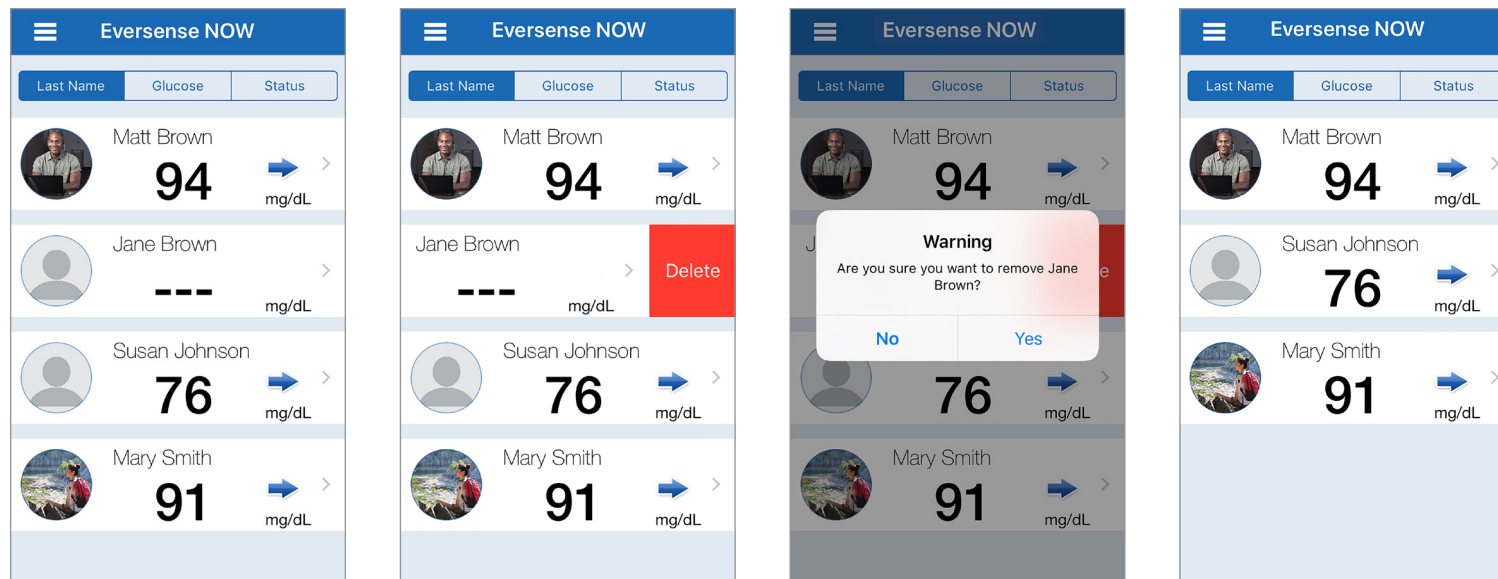 Eversense NOW
Last Name Glucose Status
Matt Brown
94
mg/dL
Jane Brown
---
mg/dL
Susan Johnson
76
mg/dL
Mary Smith
91
mg/dL
Eversense NOW
Last Name Glucose Status
Matt Brown
94
mg/dL
Jane Brown
---
mg/dL
Delete
Susan Johnson
76
mg/dL
Mary Smith
91
mg/dL
Eversense NOW
Last Name Glucose Status
Matt Brown
94
mg/dL
J
e
Warning
Are you sure you want to remove Jane
Brown?
No Yes
76
mg/dL
Mary Smith
91
mg/dL
Eversense NOW
Last Name Glucose Status
Matt Brown
94
mg/dL
Susan Johnson
76
mg/dL
Mary Smith
91
mg/dL